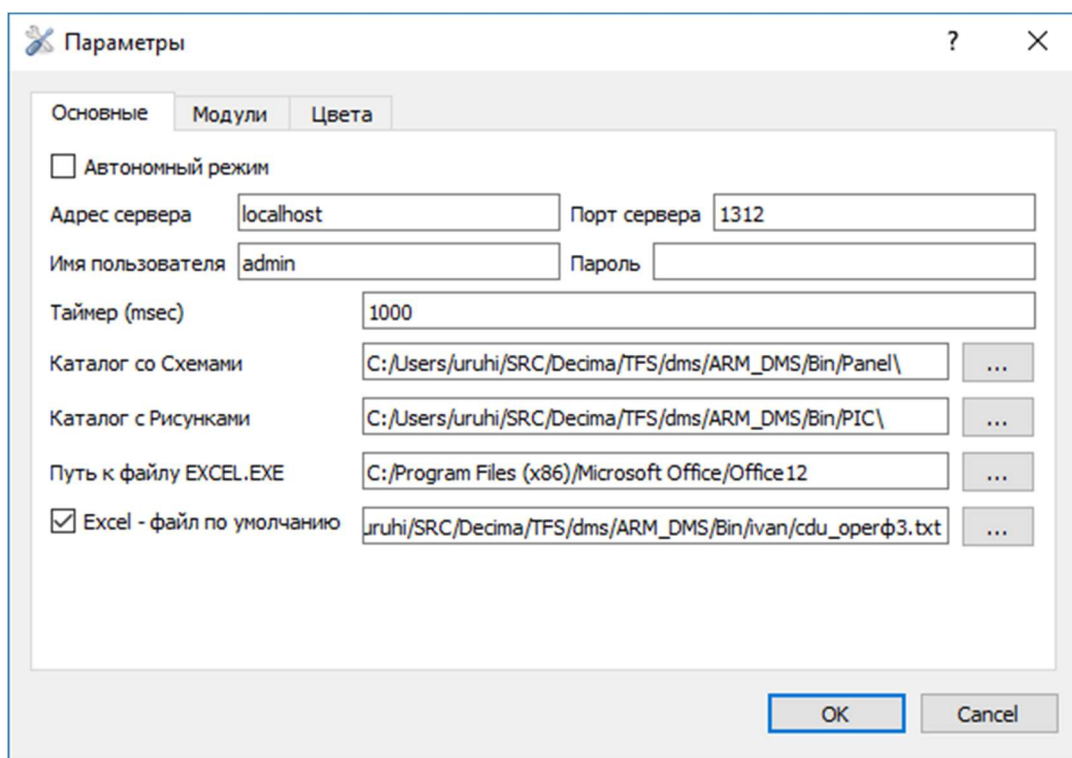 Параметры ? ×
Основные Модули Цвета
Автономный режим
Адрес сервера localhost Порт сервера 1312
Имя пользователя admin Пароль
Таймер (msec) 1000
Каталог со Схемами C:/Users/uruhi/SRC/Decima/TFS/dms/ARM_DMS/Bin/Panel\ ...
Каталог с Рисунками C:/Users/uruhi/SRC/Decima/TFS/dms/ARM_DMS/Bin/PIC\ ...
Путь к файлу EXCEL.EXE C:/Program Files (x86)/Microsoft Office/Office12 ...
Excel - файл по умолчанию uruhi/SRC/Decima/TFS/dms/ARM_DMS/Bin/ivan/cdu_operф3.txt ...
OK Cancel